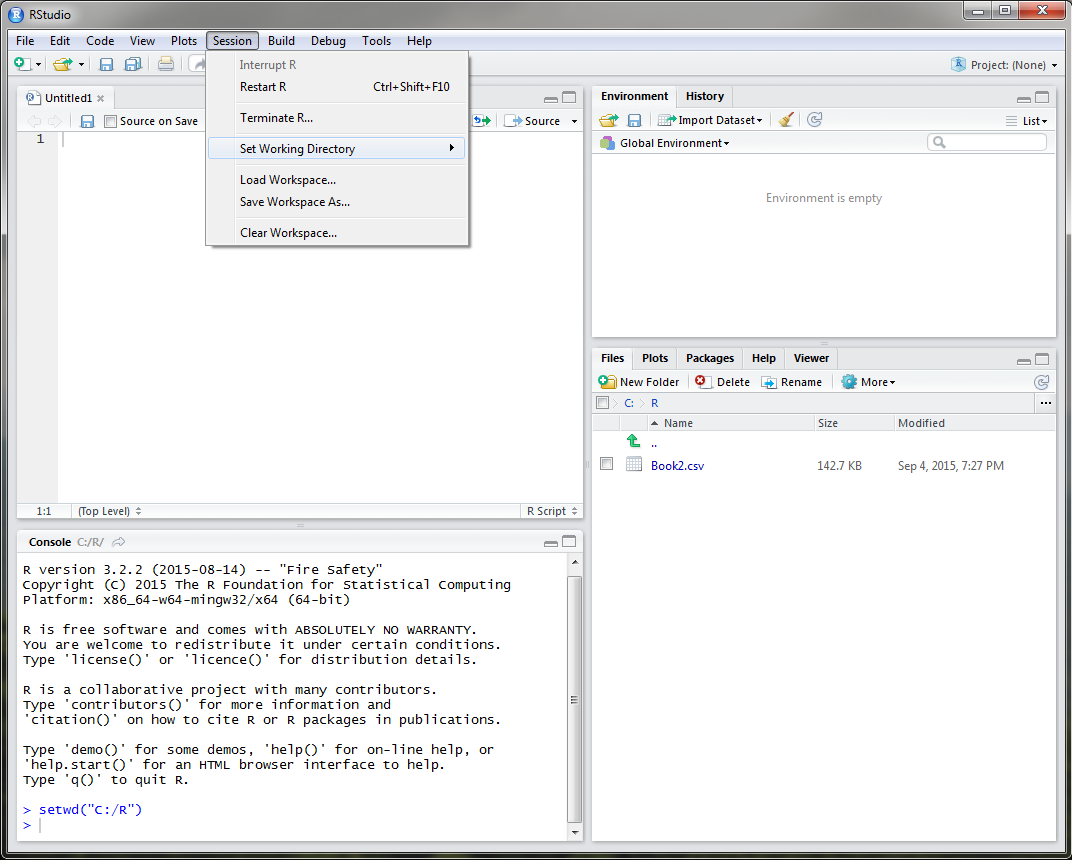 RStudio
File Edit Code View Plots Session Build Debug Tools Help
Project: (None)
Interrupt R
Restart R Ctrl+Shift+F10
Terminate R...
Set Working Directory
Load Workspace...
Save Workspace As...
Clear Workspace...
Untitled1
Source on Save
Source
1
1:1 (Top Level) R Script
Console C:/R/
R version 3.2.2 (2015-08-14) -- "Fire Safety"
Copyright (C) 2015 The R Foundation for Statistical Computing
Platform: x86_64-w64-mingw32/x64 (64-bit)
R is free software and comes with ABSOLUTELY NO WARRANTY.
You are welcome to redistribute it under certain conditions.
Type 'license()' or 'licence()' for distribution details.
R is a collaborative project with many contributors.
Type 'contributors()' for more information and
'citation()' on how to cite R or R packages in publications.
Type 'demo()' for some demos, 'help()' for on-line help, or
'help.start()' for an HTML browser interface to help.
Type 'q()' to quit R.
> setwd("C:/R")
>
Environment History
Import Dataset List
Global Environment
Environment is empty
Files Plots Packages Help Viewer
New Folder Delete Rename More
C: R ...
Name Size Modified
..
Book2.csv 142.7 KB Sep 4, 2015, 7:27 PM